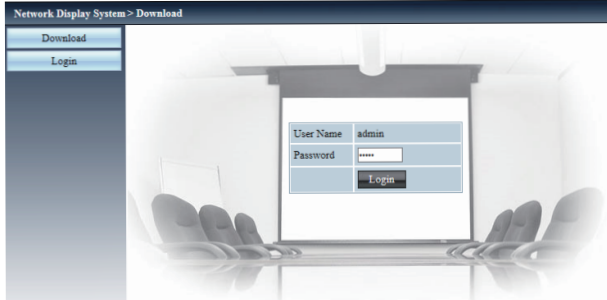 Network Display System > Download
Download
Login
User Name admin
Password •••••
Login